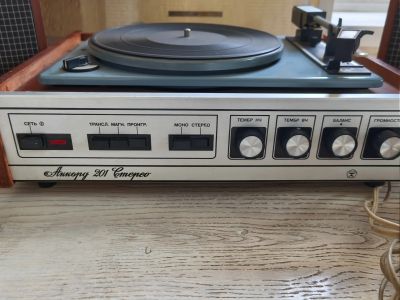 СЕТЬ
ТРАНСЛ. МАГН. ПРОИГР.
МОНО СТЕРЕО
ТЕМБР НЧ
ТЕМБР ВЧ
БАЛАНС
ГРОМКОСТЬ
Аккорд 201 Стерео